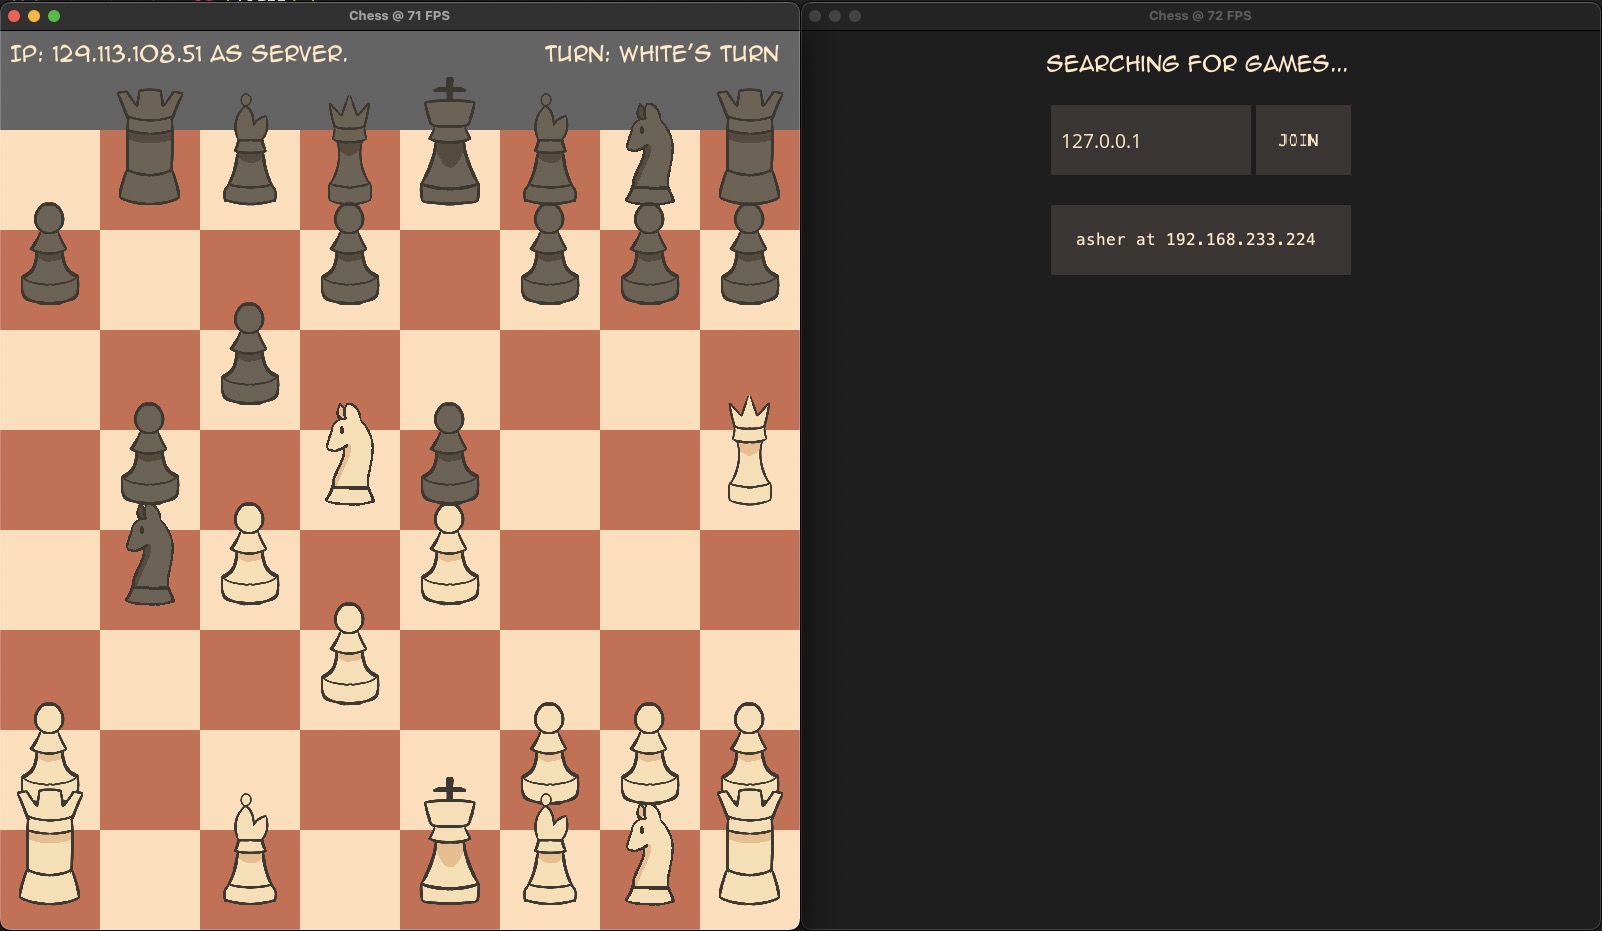 Chess @ 71 FPS
IP: 129.113.108.51 AS SERVER.
TURN: WHITE'S TURN
Chess @ 72 FPS
SEARCHING FOR GAMES...
127.0.0.1
JOIN
asher at 192.168.233.224